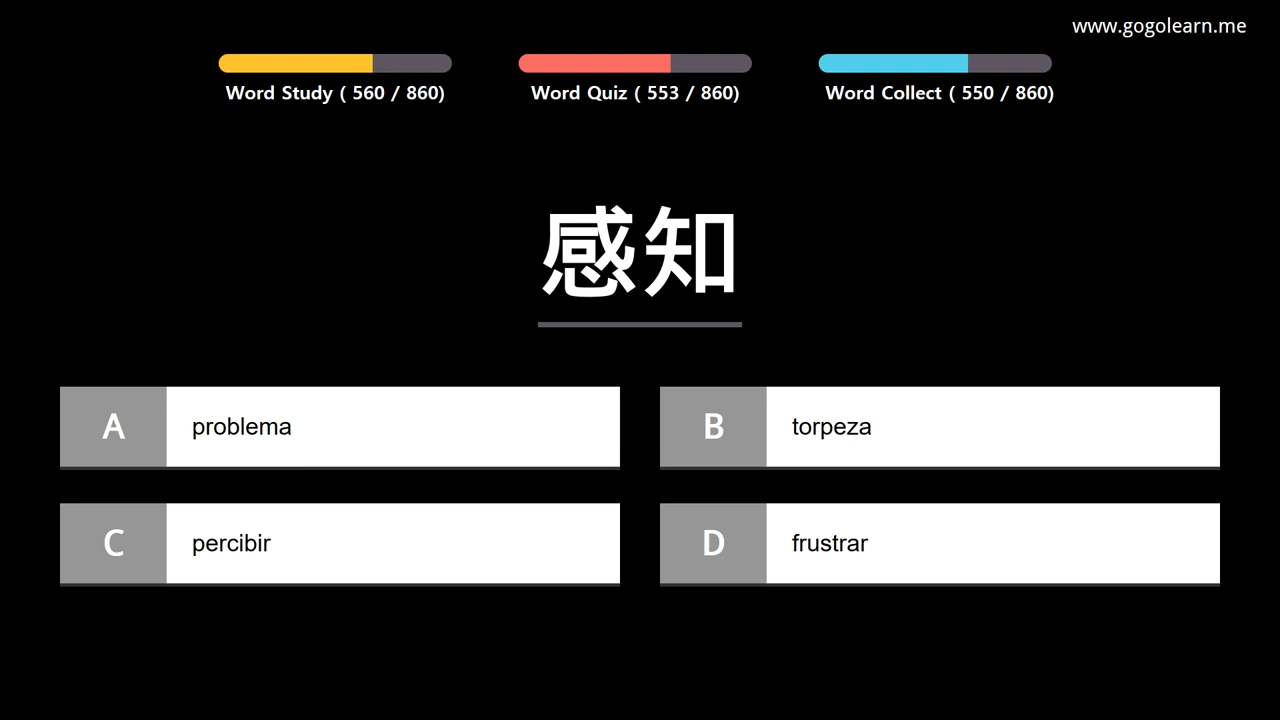 www.gogolearn.me
Word Study ( 560 / 860)
Word Quiz ( 553 / 860)
Word Collect ( 550 / 860)
感知
A problema
B torpeza
C percibir
D frustrar